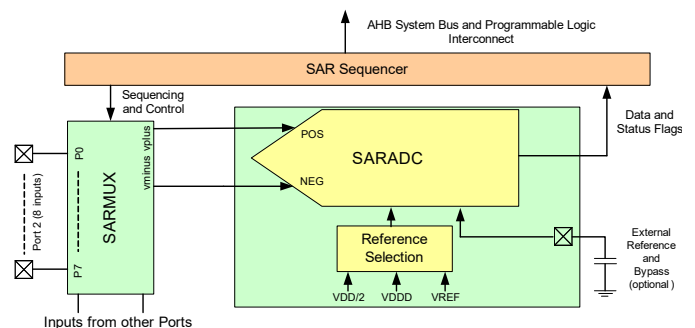 AHB System Bus and Programmable Logic
Interconnect
SAR Sequencer
Sequencing
and Control
Data and
Status Flags
vminus vplus
POS
NEG
SARADC
P0
Port 2 (8 inputs)
P7
SARMUX
Reference
Selection
External
Reference
and
Bypass
(optional )
VDD/2
VDDD
VREF
Inputs from other Ports